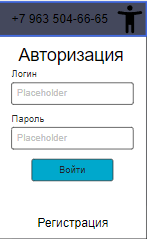 +7 963 504-66-65
Авторизация
Логин
Placeholder
Пароль
Placeholder
Войти
Регистрация